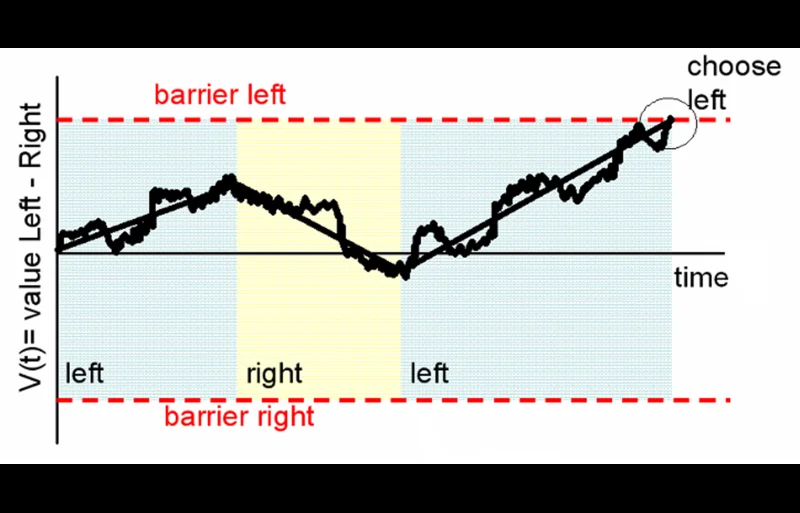 choose
left
barrier left
V(t)= value Left - Right
time
left
right
left
barrier right